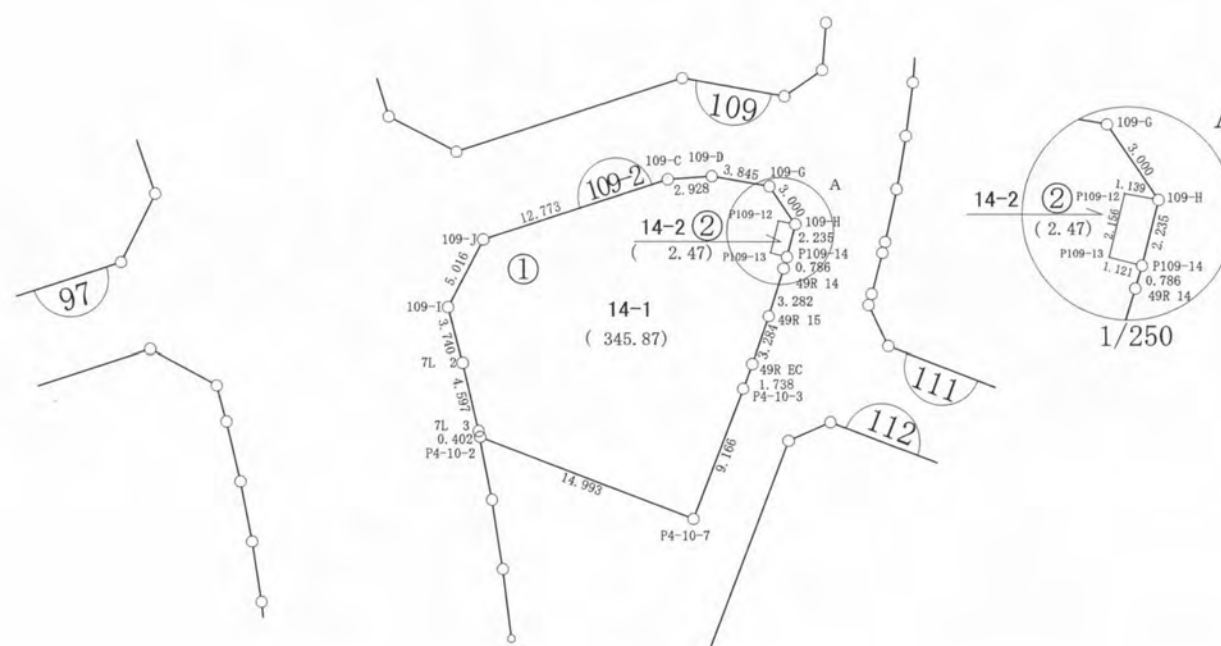 109
97
109-2
109-C
109-D
109-G
2.928
3.845
3.000
A
12.773
P109-12
109-H
14-2 ②
2.235
( 2.47)
P109-13
P109-14
0.786
49R 14
109-J
①
5.016
14-1
( 345.87)
3.282
49R 15
109-I
3.740
3.284
7L 2
49R EC
1.738
P4-10-3
4.597
7L 3
0.402
P4-10-2
9.166
14.993
P4-10-7
111
112
109-G
3.000
1.139
14-2 ②
P109-12
109-H
2.156
2.235
( 2.47)
P109-13
1.121
P109-14
0.786
49R 14
1/250